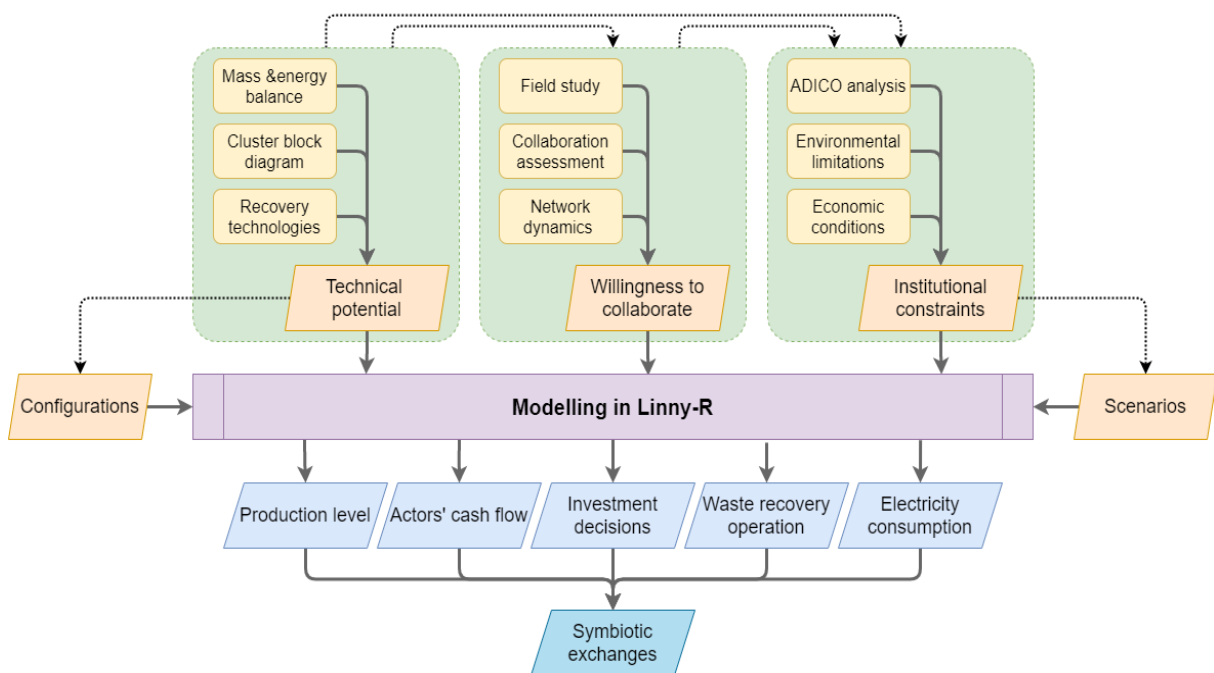 Mass &energy
balance
Cluster block
diagram
Recovery
technologies
Technical
potential
Field study
Collaboration
assessment
Network
dynamics
Willingness to
collaborate
ADICO analysis
Environmental
limitations
Economic
conditions
Institutional
constraints
Configurations
Modelling in Linny-R
Scenarios
Production level
Actors' cash flow
Investment
decisions
Waste recovery
operation
Electricity
consumption
Symbiotic
exchanges